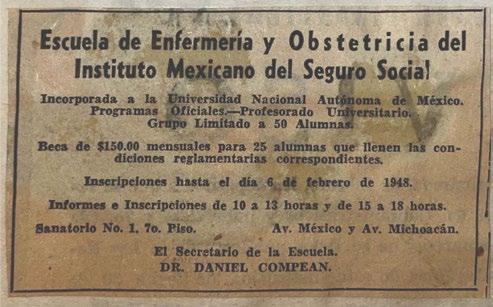 Escuela de Enfermería y Obstetricia del
Instituto Mexicano del Seguro Social
Incorporada a la Universidad Nacional Autónoma de México.
Programas Oficiales.—Profesorado Universitario.
Grupo Limitado a 50 Alumnas.
Beca de $150.00 mensuales para 25 alumnas que llenen las con-
diciones reglamentarias correspondientes.
Inscripciones hasta el día 6 de febrero de 1948.
Informes e Inscripciones de 10 a 13 horas y de 15 a 18 horas.
Sanatorio No. 1, 7o. Piso. Av. México y Av. Michoacán.
El Secretario de la Escuela.
DR. DANIEL COMPEAN.